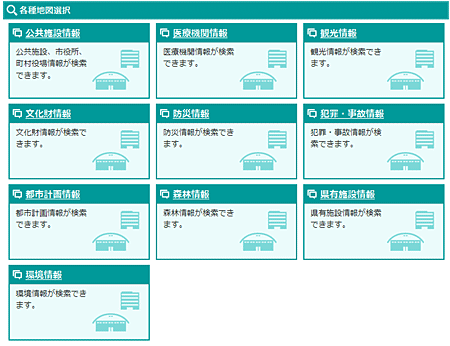 各種地図選択
公共施設情報
公共施設、市役所、
町村役場情報が検索
できます。
医療機関情報
医療機関情報が検索
できます。
観光情報
観光情報が検索でき
ます。
文化財情報
文化財情報が検索で
きます。
防災情報
防災情報が検索でき
ます。
犯罪・事故情報
犯罪・事故情報が検
索できます。
都市計画情報
都市計画情報が検索
できます。
森林情報
森林情報が検索でき
ます。
県有施設情報
県有施設情報が検索
できます。
環境情報
環境情報が検索でき
ます。